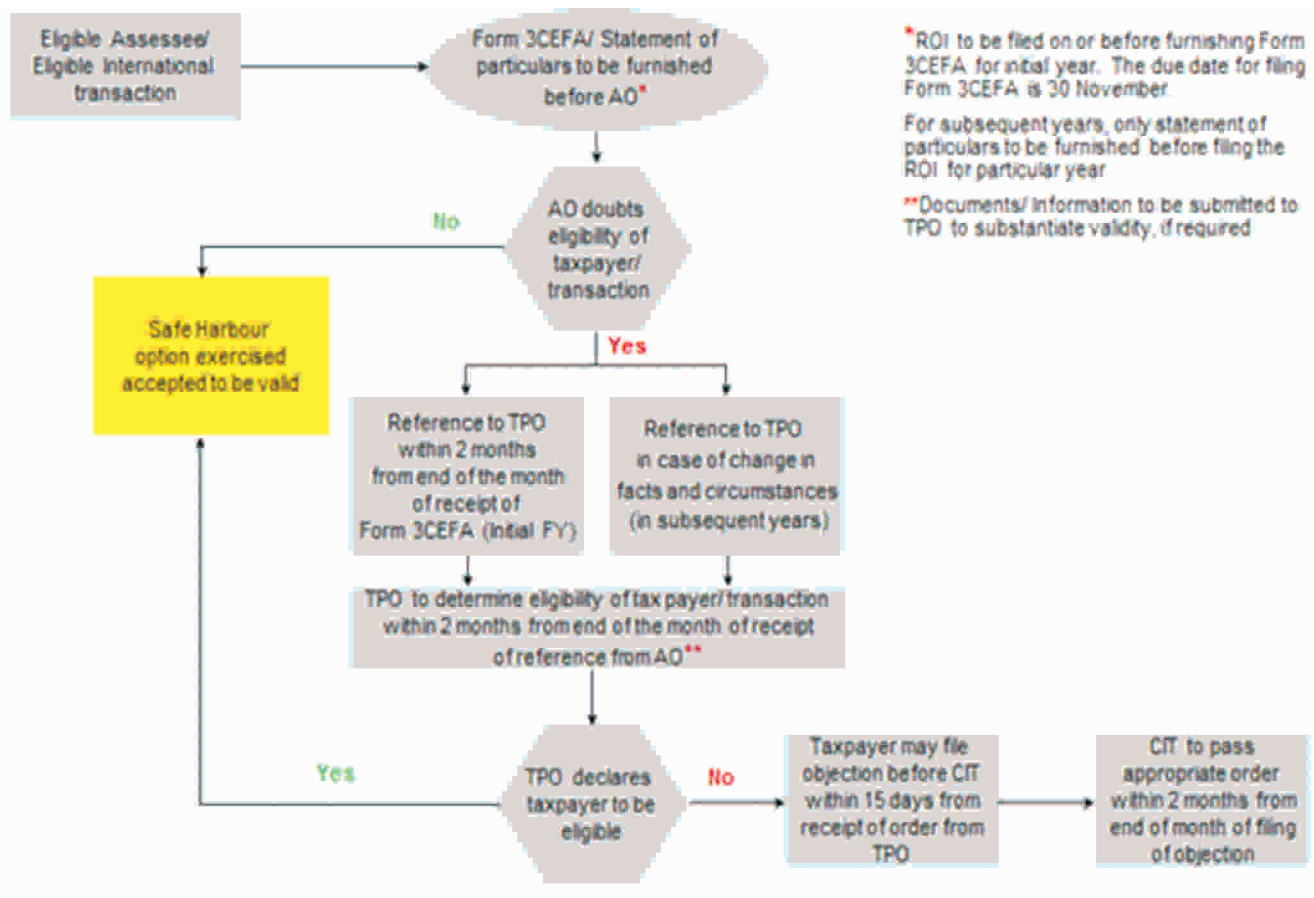 Eligible Assessee/
Eligible International
transaction
Form 3CEFA/ Statement of
particulars to be furnished
before AO*
*ROI to be filed on or before furnishing Form
3CEFA for initial year. The due date for filing
Form 3CEFA is 30 November.
For subsequent years, only statement of
particulars to be furnished before filing the
ROI for particular year
**Documents/ Information to be submitted to
TPO to substantiate validity, if required
AO doubts
eligibility of
taxpayer/
transaction
No
Yes
Safe Harbour
option exercised
accepted to be valid
Reference to TPO
within 2 months
from end of the month
of receipt of
Form 3CEFA (Initial FY)
Reference to TPO
in case of change in
facts and circumstances
(in subsequent years)
TPO to determine eligibility of tax payer/ transaction
within 2 months from end of the month of receipt
of reference from AO**
TPO declares
taxpayer to be
eligible
Yes
No
Taxpayer may file
objection before CIT
within 15 days from
receipt of order from
TPO
CIT to pass
appropriate order
within 2 months from
end of month of filing
of objection